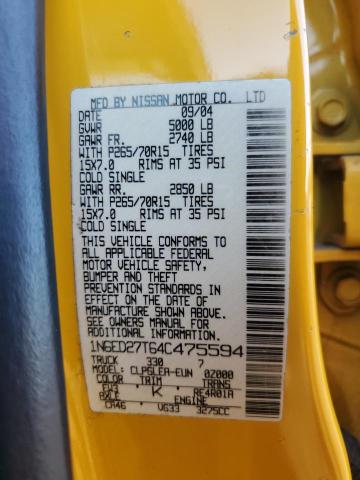 MFD BY NISSAN MOTOR CO. LTD
DATE 09/04
GVWR 5000 LB
GAWR FR. 2740 LB
WITH P265/70R15 TIRES
15X7.0 RIMS AT 35 PSI
COLD SINGLE
GAWR RR. 2850 LB
WITH P265/70R15 TIRES
15X7.0 RIMS AT 35 PSI
COLD SINGLE
THIS VEHICLE CONFORMS TO
ALL APPLICABLE FEDERAL
MOTOR VEHICLE SAFETY,
BUMPER AND THEFT
PREVENTION STANDARDS IN
EFFECT ON THE DATE OF
MANUFACTURE SHOWN ABOVE.
SEE OWNERS MANUAL FOR
ADDITIONAL INFORMATION
1N6ED27T64C475594
TRUCK 330 7
MODEL CLPSLEA-EUN 02000
COLOR TRIM TRANS
EW3 K RE4R01A
AXLE ENGINE
CA46 VG33 3275CC